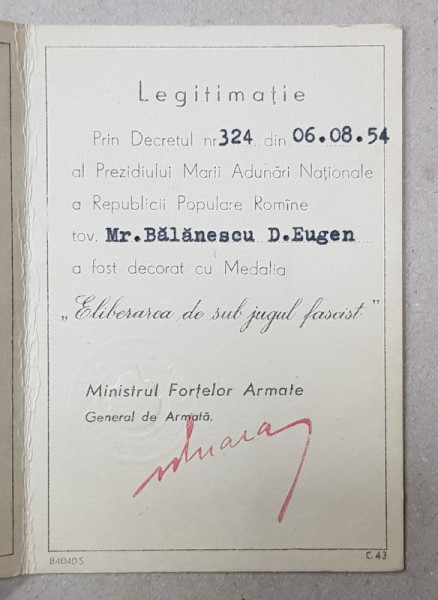 Legitimație
Prin Decretul nr 324 din 06.08.54
al Prezidiului Marii Adunări Naționale
a Republicii Populare Romîne
tov. Mr.Bălănescu D.Eugen
a fost decorat cu Medalia
„Eliberarea de sub jugul fascist”
Ministrul Forțelor Armate
General de Armată,
B 4040 S
C. 43